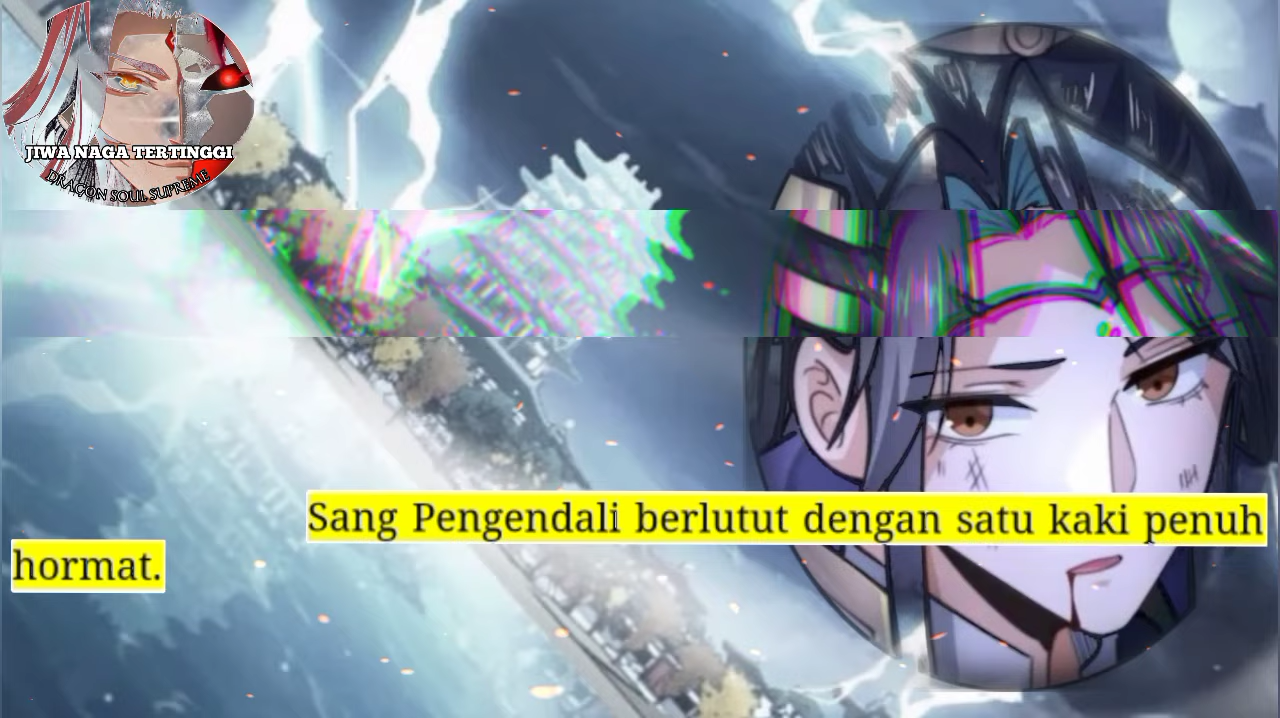 JIWA NAGA TERTINGGI
DRAGON SOUL SUPREME
Sang Pengendali berlutut dengan satu kaki penuh
hormat.